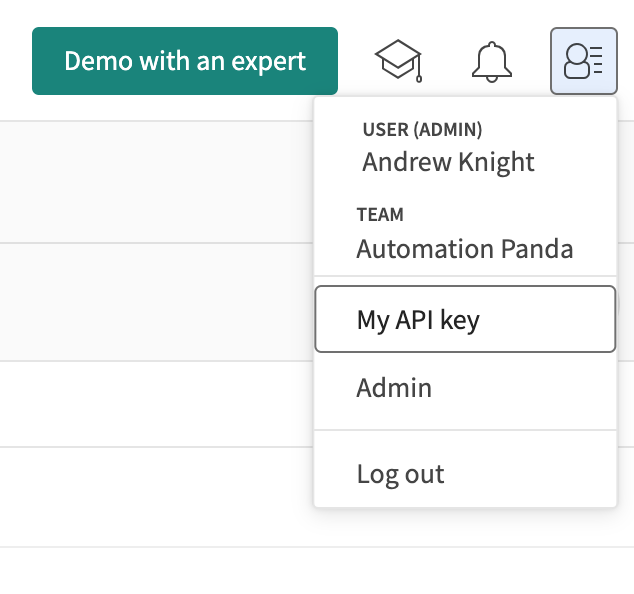 Demo with an expert
USER (ADMIN)
Andrew Knight
TEAM
Automation Panda
My API key
Admin
Log out